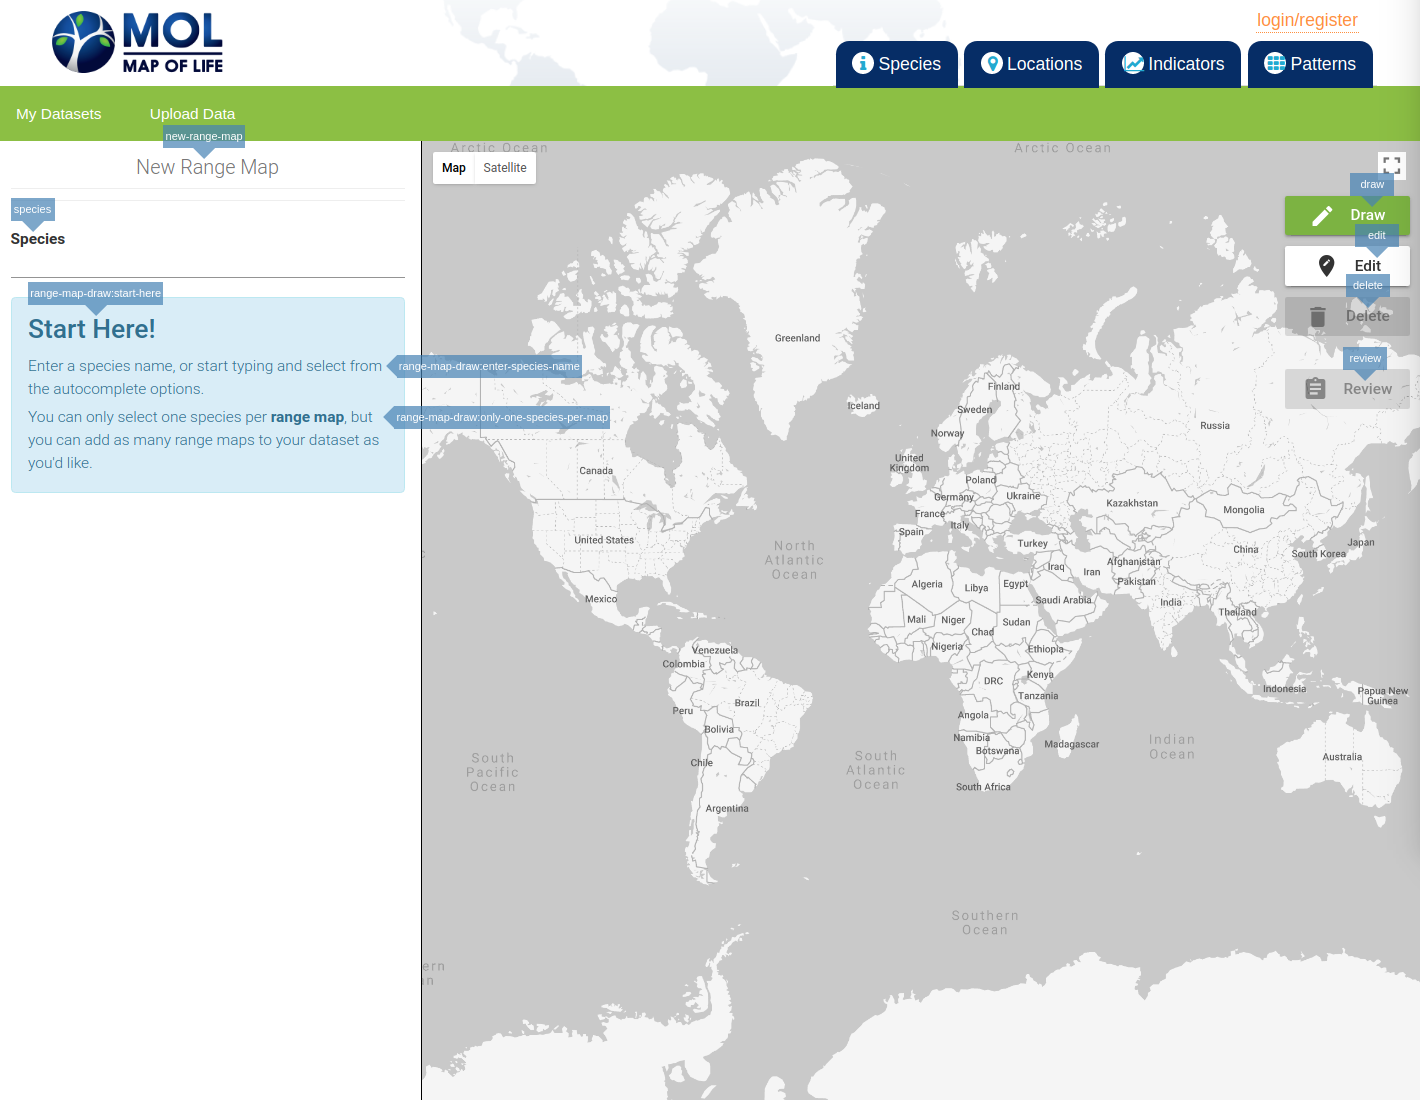 MOL
MAP OF LIFE
login/register
Species
Locations
Indicators
Patterns
My Datasets
Upload Data
new-range-map
New Range Map
species
Species
range-map-draw:start-here
Start Here!
Enter a species name, or start typing and select from
the autocomplete options.
range-map-draw:enter-species-name
You can only select one species per range map, but
you can add as many range maps to your dataset as
you'd like.
range-map-draw:only-one-species-per-map
Map
Satellite
draw
Draw
edit
Edit
delete
Delete
review
Review
Arctic Ocean
Arctic Ocean
Greenland
Iceland
Finland
Sweden
Norway
Russia
United
Kingdom
Canada
Poland
Germany
Ukraine
Kazakhstan
France
Mongolia
Italy
Spain
United States
Turkey
Japan
China
South Korea
North
Atlantic
Ocean
Afghanistan
Iraq
Iran
Pakistan
Algeria
Libya
Egypt
Saudi Arabia
India
Mexico
Thailand
Mali
Niger
Sudan
Chad
Nigeria
Ethiopia
Venezuela
Colombia
Kenya
DRC
Tanzania
Indonesia
Papua New
Guinea
Brazil
Peru
Angola
Bolivia
Namibia
Botswana
Madagascar
Indian
Ocean
Chile
Australia
South
Pacific
Ocean
South
Atlantic
Ocean
South Africa
Argentina
Southern
Ocean
ern
n